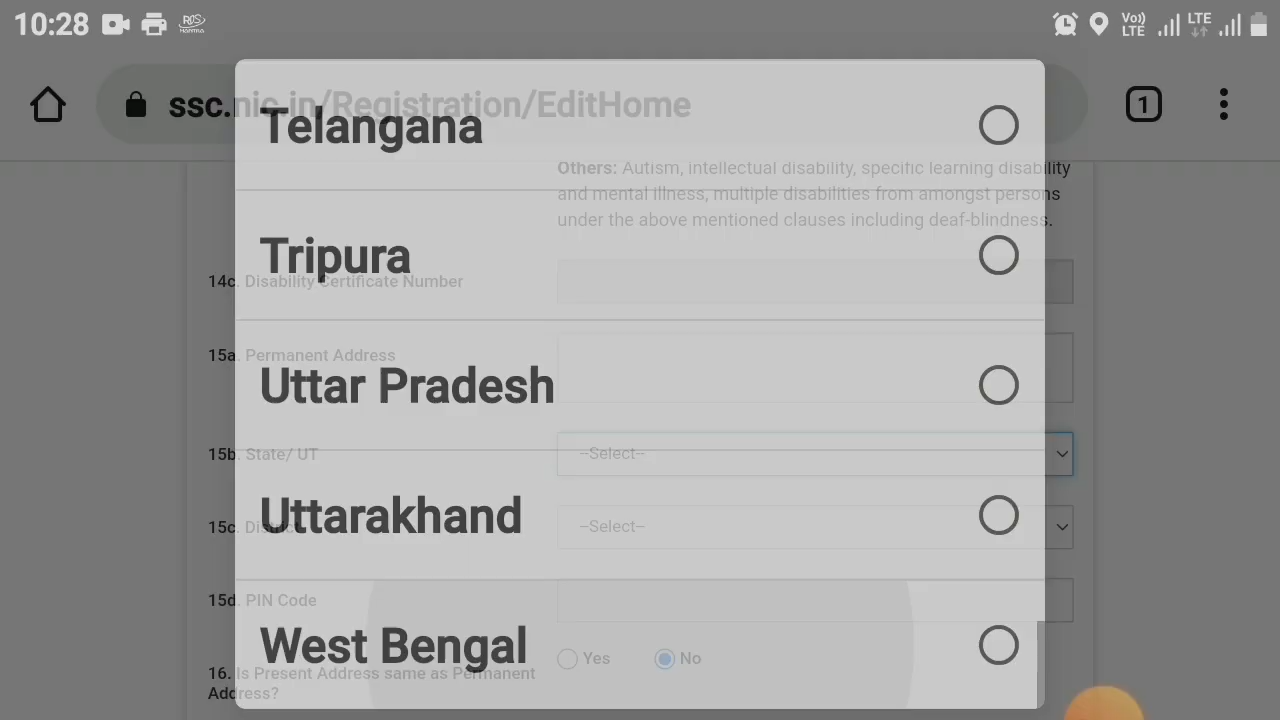 10:28
Vo)) LTE LTE
ssc.nic.in/Registration/EditHome
1
Telangana
Others: Autism, intellectual disability, specific learning disability
and mental illness, multiple disabilities from amongst persons
under the above mentioned clauses including deaf-blindness.
Tripura
14c. Disability Certificate Number
15a. Permanent Address
Uttar Pradesh
15b. State/ UT --Select--
Uttarakhand
15c. District --Select--
15d. PIN Code
West Bengal
Yes No
16. Is Present Address same as Permanent
Address?